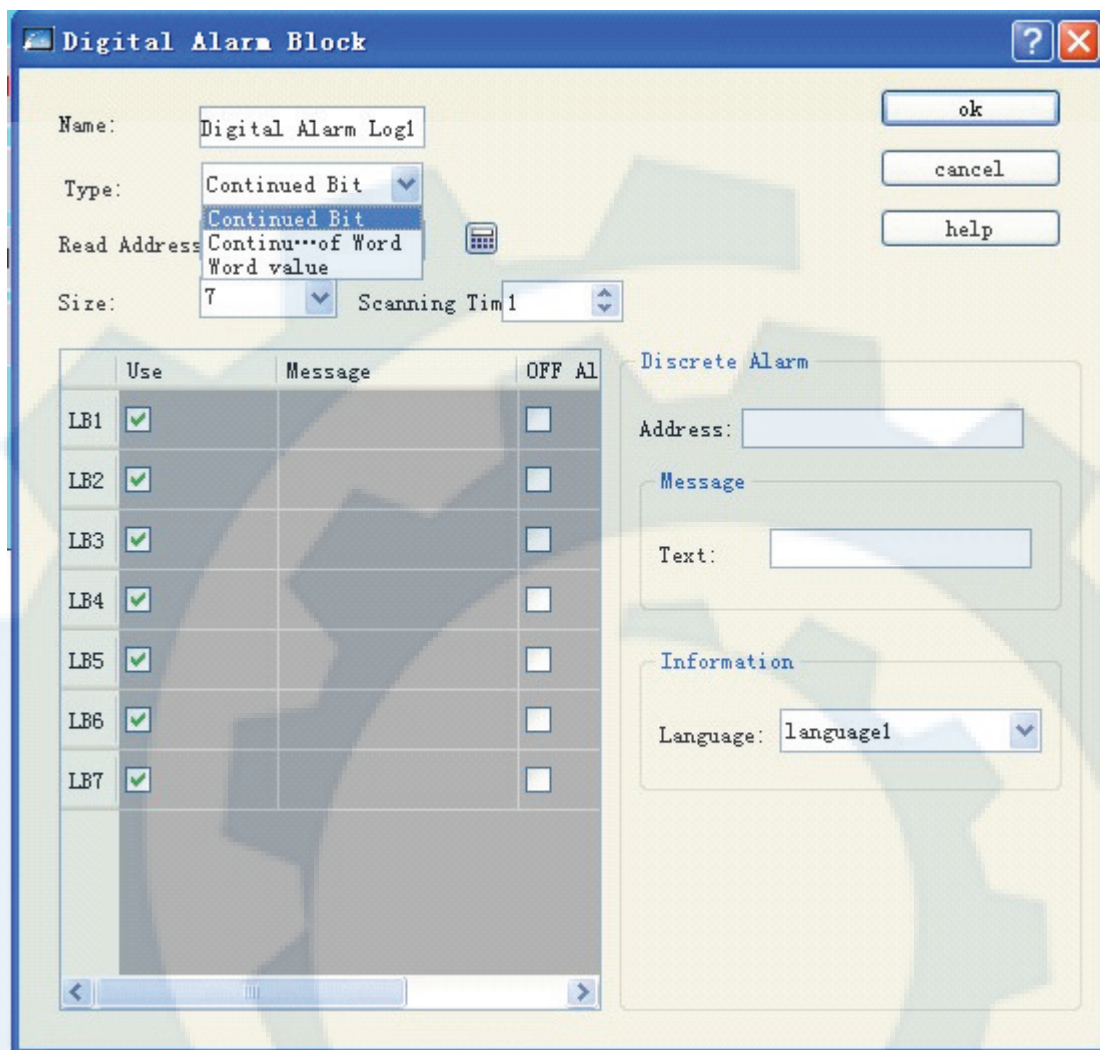 Digital Alarm Block
Name: Digital Alarm Log1
ok
Type: Continued Bit
cancel
Continued Bit
Read Address Continu…of Word
help
Word value
Size: 7 Scanning Tim 1
Use Message OFF Al
LB1
LB2
LB3
LB4
LB5
LB6
LB7
Discrete Alarm
Address:
Message
Text:
Information
Language: language1